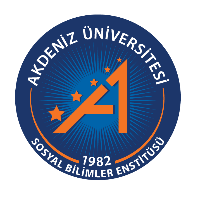 AKDENİZ ÜNİVERSİTESİ
1982
SOSYAL BİLİMLER ENSTİTÜSÜ